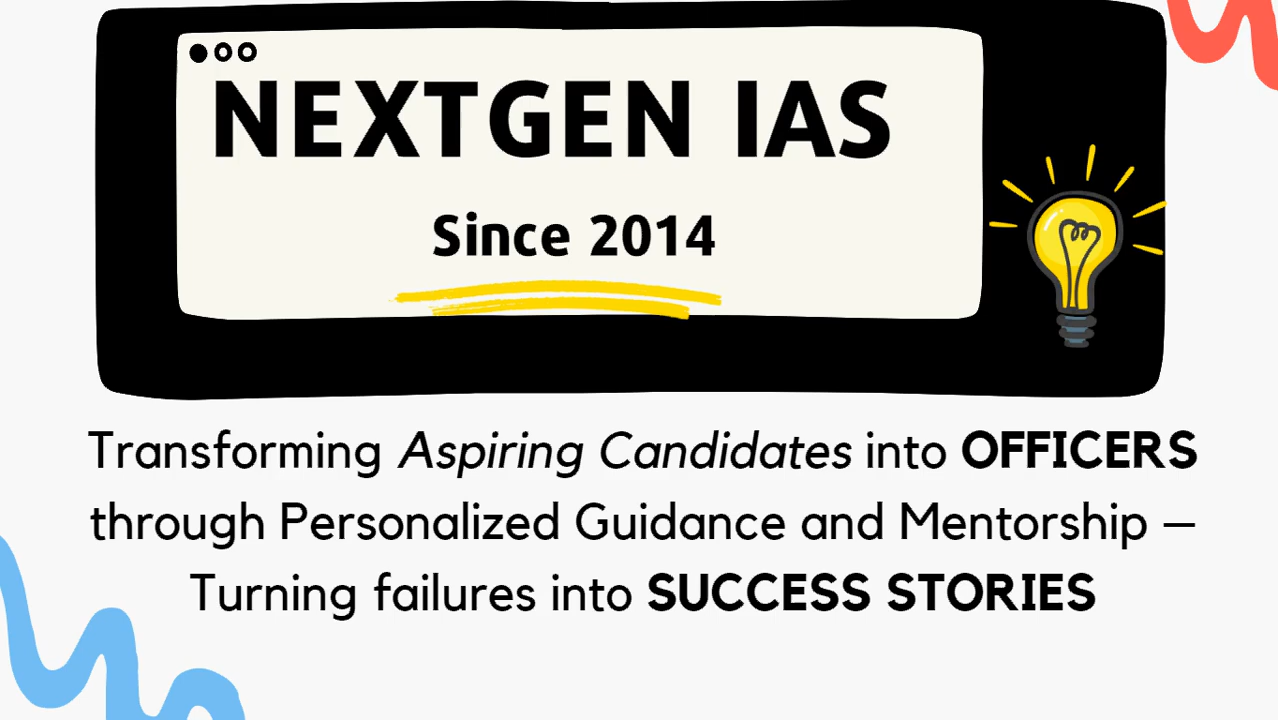 NEXTGEN IAS
Since 2014
Transforming Aspiring Candidates into OFFICERS
through Personalized Guidance and Mentorship —
Turning failures into SUCCESS STORIES